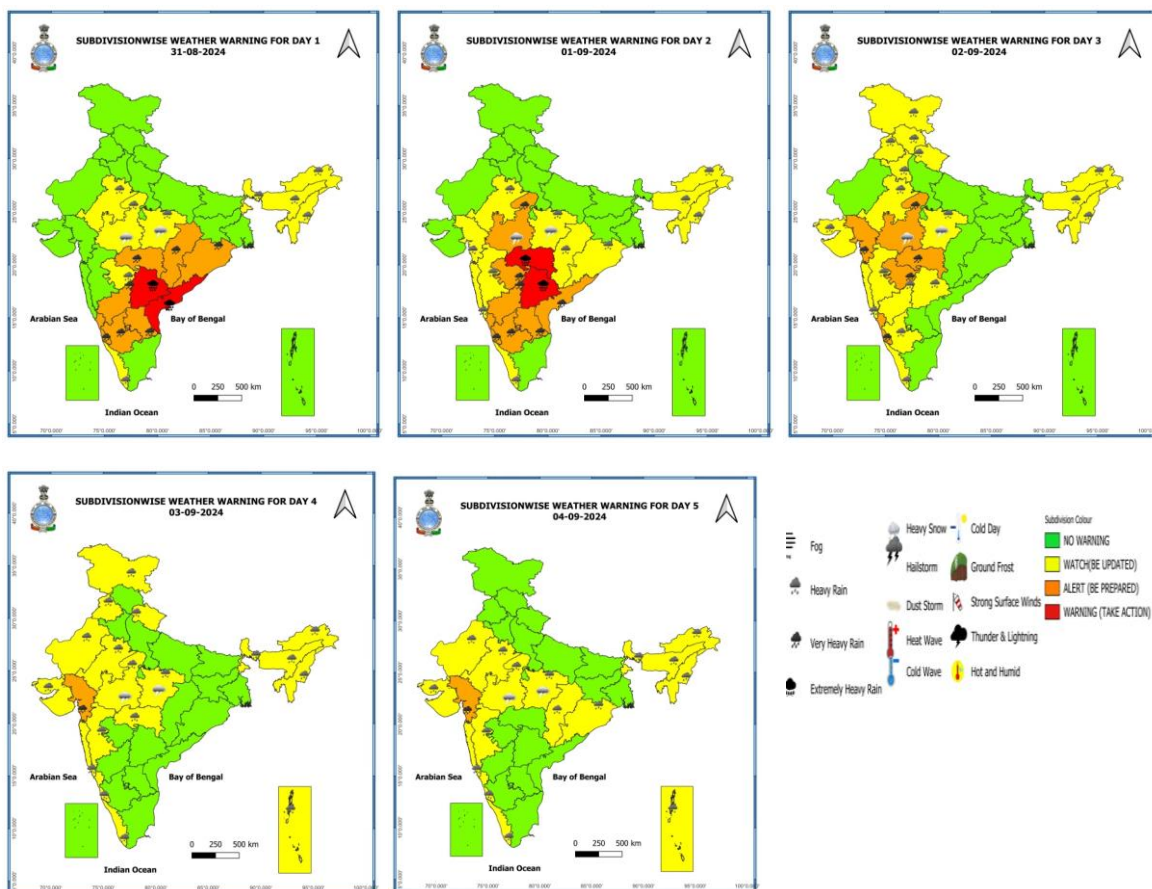 SUBDIVISIONWISE WEATHER WARNING FOR DAY 1
31-08-2024
Arabian Sea
Bay of Bengal
0 250 500 km
Indian Ocean
SUBDIVISIONWISE WEATHER WARNING FOR DAY 2
01-09-2024
Arabian Sea
Bay of Bengal
0 250 500 km
Indian Ocean
SUBDIVISIONWISE WEATHER WARNING FOR DAY 3
02-09-2024
Arabian Sea
Bay of Bengal
0 250 500 km
Indian Ocean
SUBDIVISIONWISE WEATHER WARNING FOR DAY 4
03-09-2024
Arabian Sea
Bay of Bengal
0 250 500 km
Indian Ocean
SUBDIVISIONWISE WEATHER WARNING FOR DAY 5
04-09-2024
Arabian Sea
Bay of Bengal
0 250 500 km
Indian Ocean
Fog
Heavy Rain
Very Heavy Rain
Extremely Heavy Rain
Heavy Snow
Hailstorm
Dust Storm
Heat Wave
Cold Wave
Cold Day
Ground Frost
Strong Surface Winds
Thunder & Lightning
Hot and Humid
Subdivision Colour
NO WARNING
WATCH(BE UPDATED)
ALERT (BE PREPARED)
WARNING (TAKE ACTION)